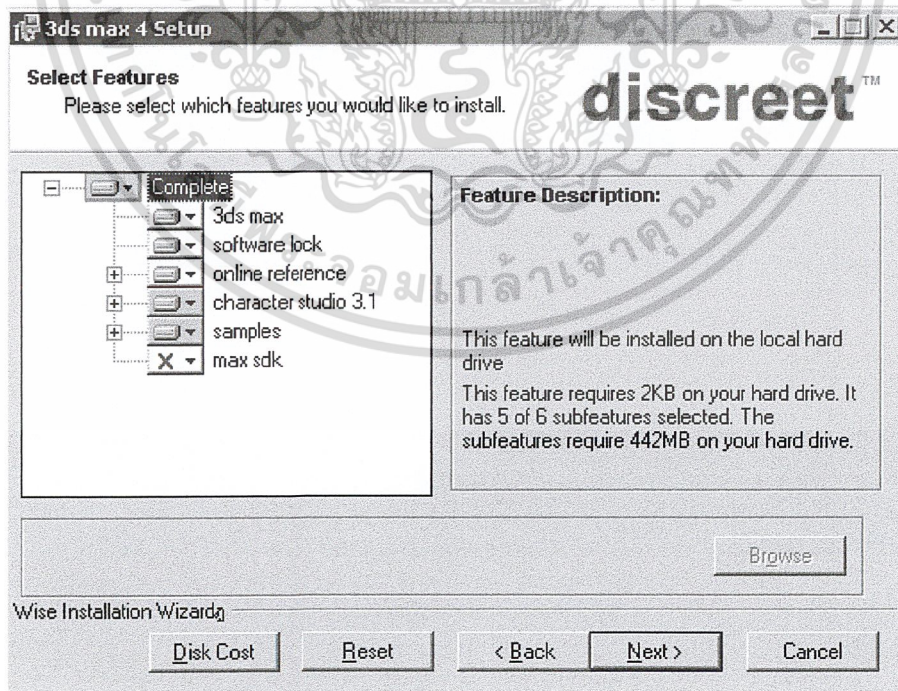 3ds max 4 Setup
Select Features
Please select which features you would like to install.
discreet™
Complete
3ds max
software lock
online reference
character studio 3.1
samples
max sdk
Feature Description:
This feature will be installed on the local hard
drive
This feature requires 2KB on your hard drive. It
has 5 of 6 subfeatures selected. The
subfeatures require 442MB on your hard drive.
Browse
Wise Installation Wizard
Disk Cost
Reset
< Back
Next >
Cancel